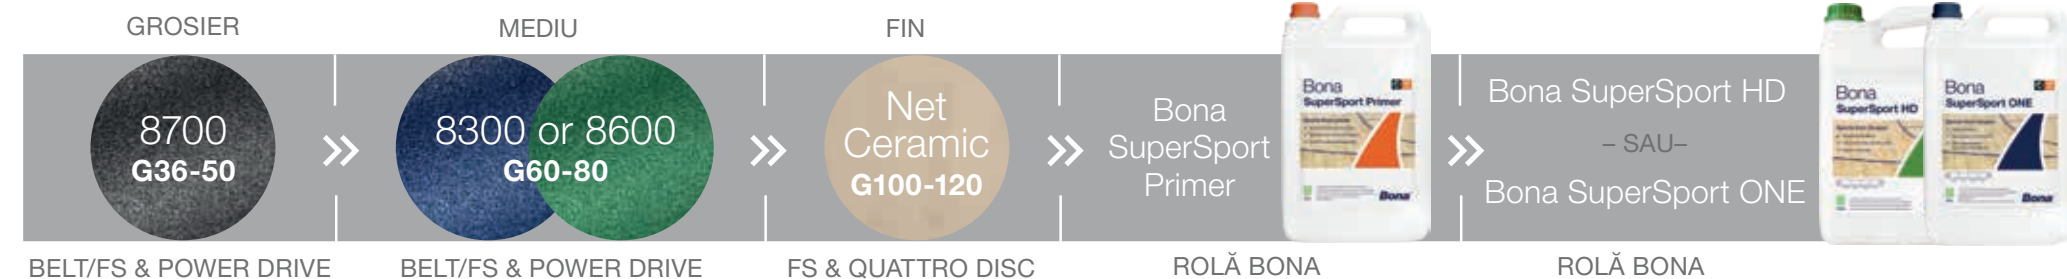 GROSIER
8700
G36-50
BELT/FS & POWER DRIVE
MEDIU
8300 or 8600
G60-80
BELT/FS & POWER DRIVE
FIN
Net
Ceramic
G100-120
FS & QUATTRO DISC
Bona
SuperSport
Primer
Bona
SuperSport Primer
Bona
ROLĂ BONA
Bona SuperSport HD
– SAU–
Bona SuperSport ONE
Bona
SuperSport HD
Bona
SuperSport ONE
Bona
ROLĂ BONA